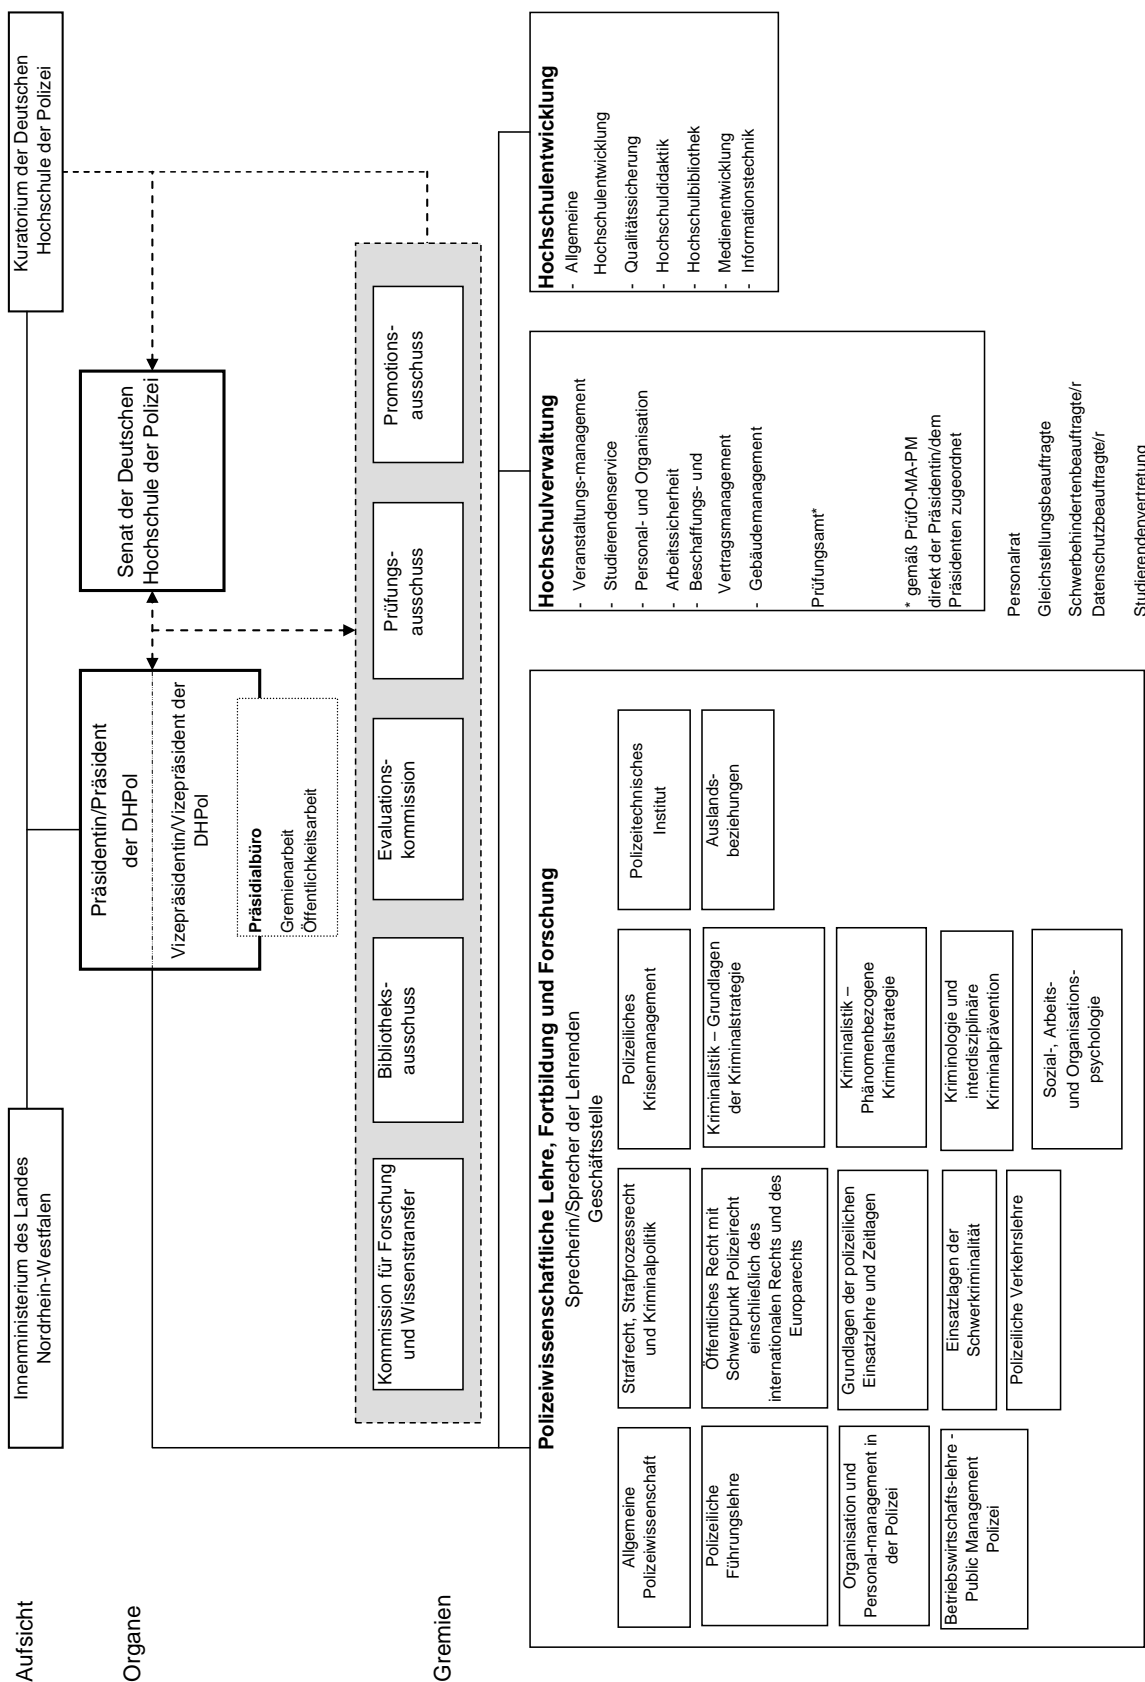 Aufsicht
Innenministerium des Landes
Nordrhein-Westfalen
Kuratorium der Deutschen
Hochschule der Polizei
Organe
Präsidentin/Präsident
der DHPol
Vizepräsidentin/Vizepräsident der
DHPol
Präsidialbüro
Gremienarbeit
Öffentlichkeitsarbeit
Senat der Deutschen
Hochschule der Polizei
Gremien
Kommission für Forschung
und Wissenstransfer
Bibliotheks-
ausschuss
Evaluations-
kommission
Prüfungs-
ausschuss
Promotions-
ausschuss
Polizeiwissenschaftliche Lehre, Fortbildung und Forschung
Sprecherin/Sprecher der Lehrenden
Geschäftsstelle
Allgemeine
Polizeiwissenschaft
Polizeiliche
Führungslehre
Organisation und
Personal-management in
der Polizei
Betriebswirtschafts-lehre -
Public Management
Polizei
Strafrecht, Strafprozessrecht
und Kriminalpolitik
Öffentliches Recht mit
Schwerpunkt Polizeirecht
einschließlich des
internationalen Rechts und des
Europarechts
Grundlagen der polizeilichen
Einsatzlehre und Zeitlagen
Einsatzlagen der
Schwerkriminalität
Polizeiliche Verkehrslehre
Polizeiliches
Krisenmanagement
Kriminalistik – Grundlagen
der Kriminalstrategie
Kriminalistik –
Phänomenbezogene
Kriminalstrategie
Kriminologie und
interdisziplinäre
Kriminalprävention
Sozial-, Arbeits-
und Organisations-
psychologie
Polizeitechnisches
Institut
Auslands-
beziehungen
Hochschulverwaltung
- Veranstaltungs-management
- Studierendenservice
- Personal- und Organisation
- Arbeitssicherheit
- Beschaffungs- und
Vertragsmanagement
- Gebäudemanagement
Prüfungsamt*
* gemäß PrüfO-MA-PM
direkt der Präsidentin/dem
Präsidenten zugeordnet
Hochschulentwicklung
- Allgemeine
Hochschulentwicklung
- Qualitätssicherung
- Hochschuldidaktik
- Hochschulbibliothek
- Medienentwicklung
- Informationstechnik
Personalrat
Gleichstellungsbeauftragte
Schwerbehindertenbeauftragte/r
Datenschutzbeauftragte/r
Studierendenvertretung